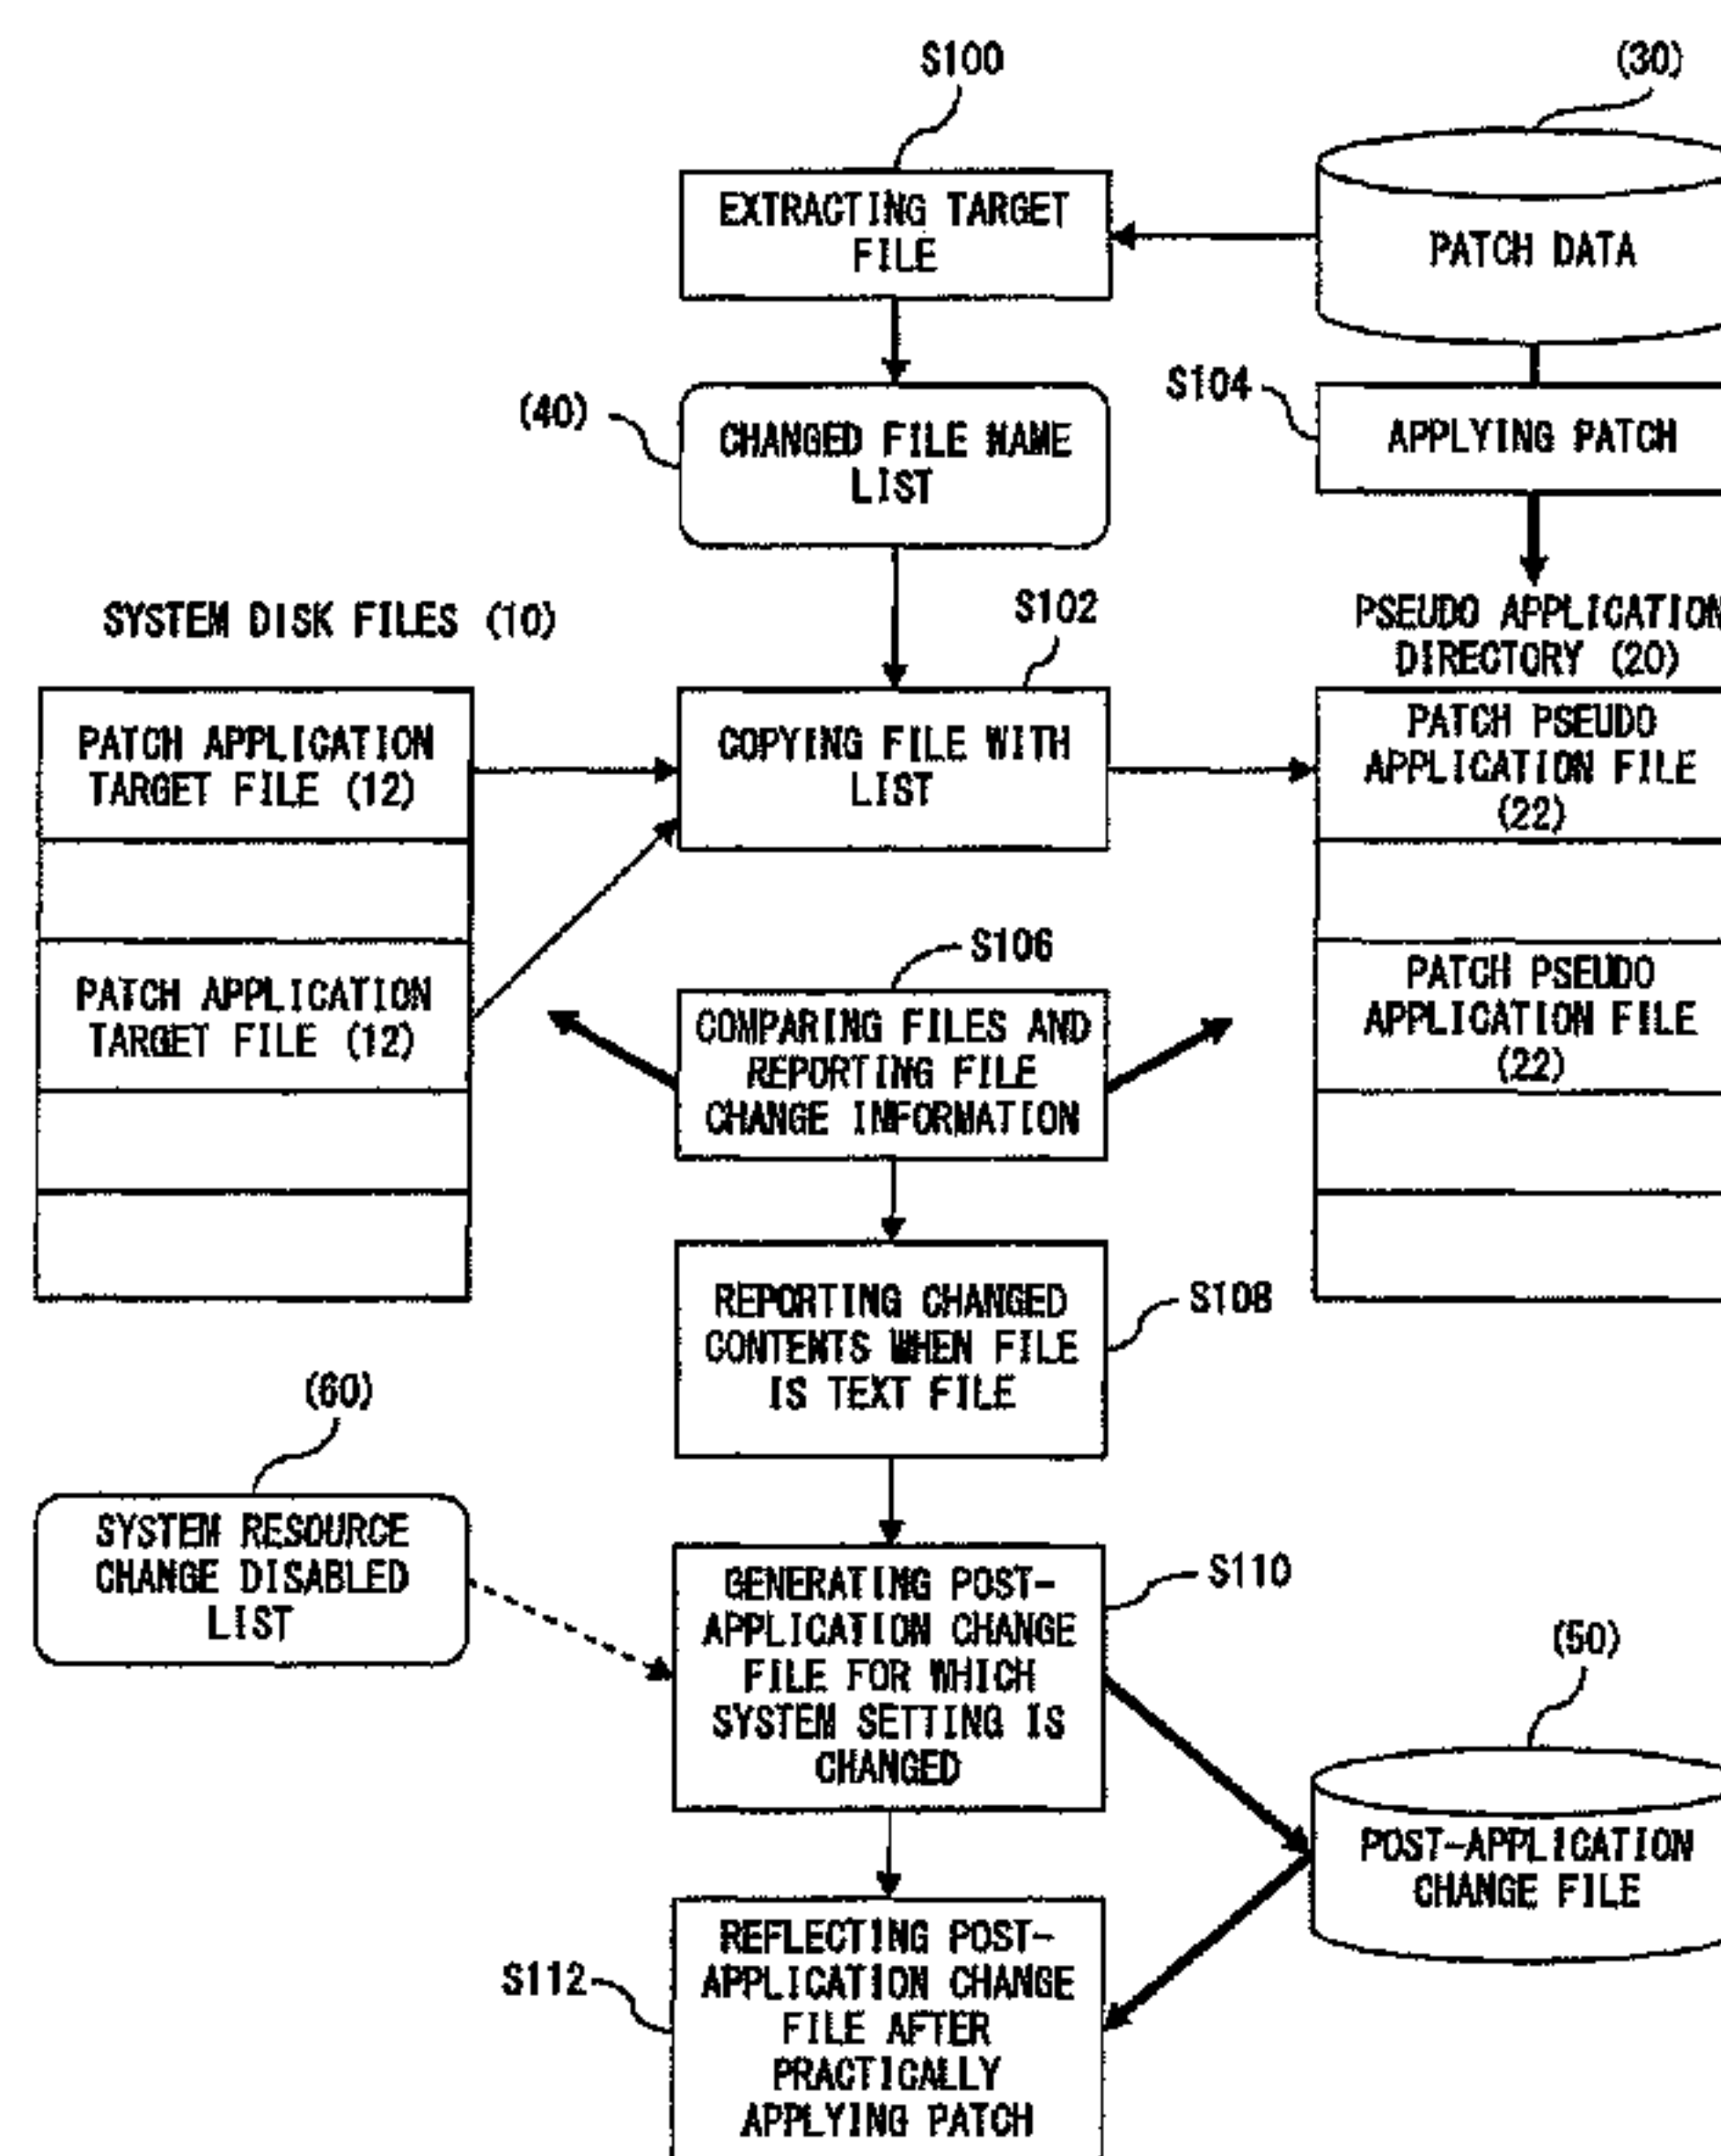 S100
(30)
EXTRACTING TARGET
FILE
PATCH DATA
S104
(40)
CHANGED FILE NAME
LIST
APPLYING PATCH
SYSTEM DISK FILES (10)
S102
PSEUDO APPLICATION
DIRECTORY (20)
PATCH APPLICATION
TARGET FILE (12)
COPYING FILE WITH
LIST
PATCH PSEUDO
APPLICATION FILE
(22)
S106
PATCH APPLICATION
TARGET FILE (12)
COMPARING FILES AND
REPORTING FILE
CHANGE INFORMATION
PATCH PSEUDO
APPLICATION FILE
(22)
REPORTING CHANGED
CONTENTS WHEN FILE
IS TEXT FILE
S108
(60)
SYSTEM RESOURCE
CHANGE DISABLED
LIST
GENERATING POST-
APPLICATION CHANGE
FILE FOR WHICH
SYSTEM SETTING IS
CHANGED
S110
(50)
POST-APPLICATION
CHANGE FILE
S112
REFLECTING POST-
APPLICATION CHANGE
FILE AFTER
PRACTICALLY
APPLYING PATCH